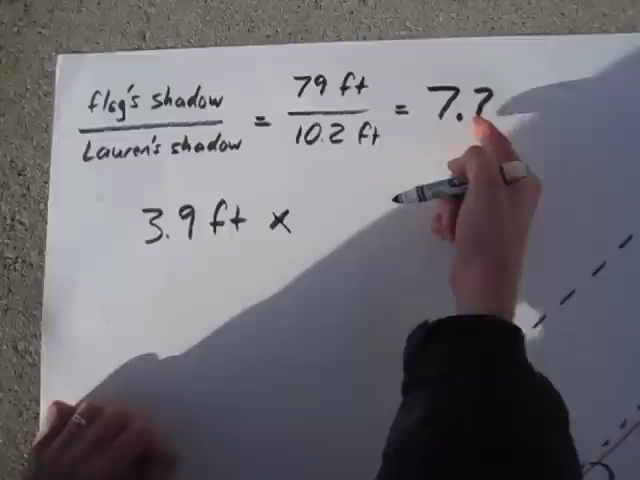 flag's shadow / Lauren's shadow = 79 ft / 10.2 ft = 7.7
3.9 ft x